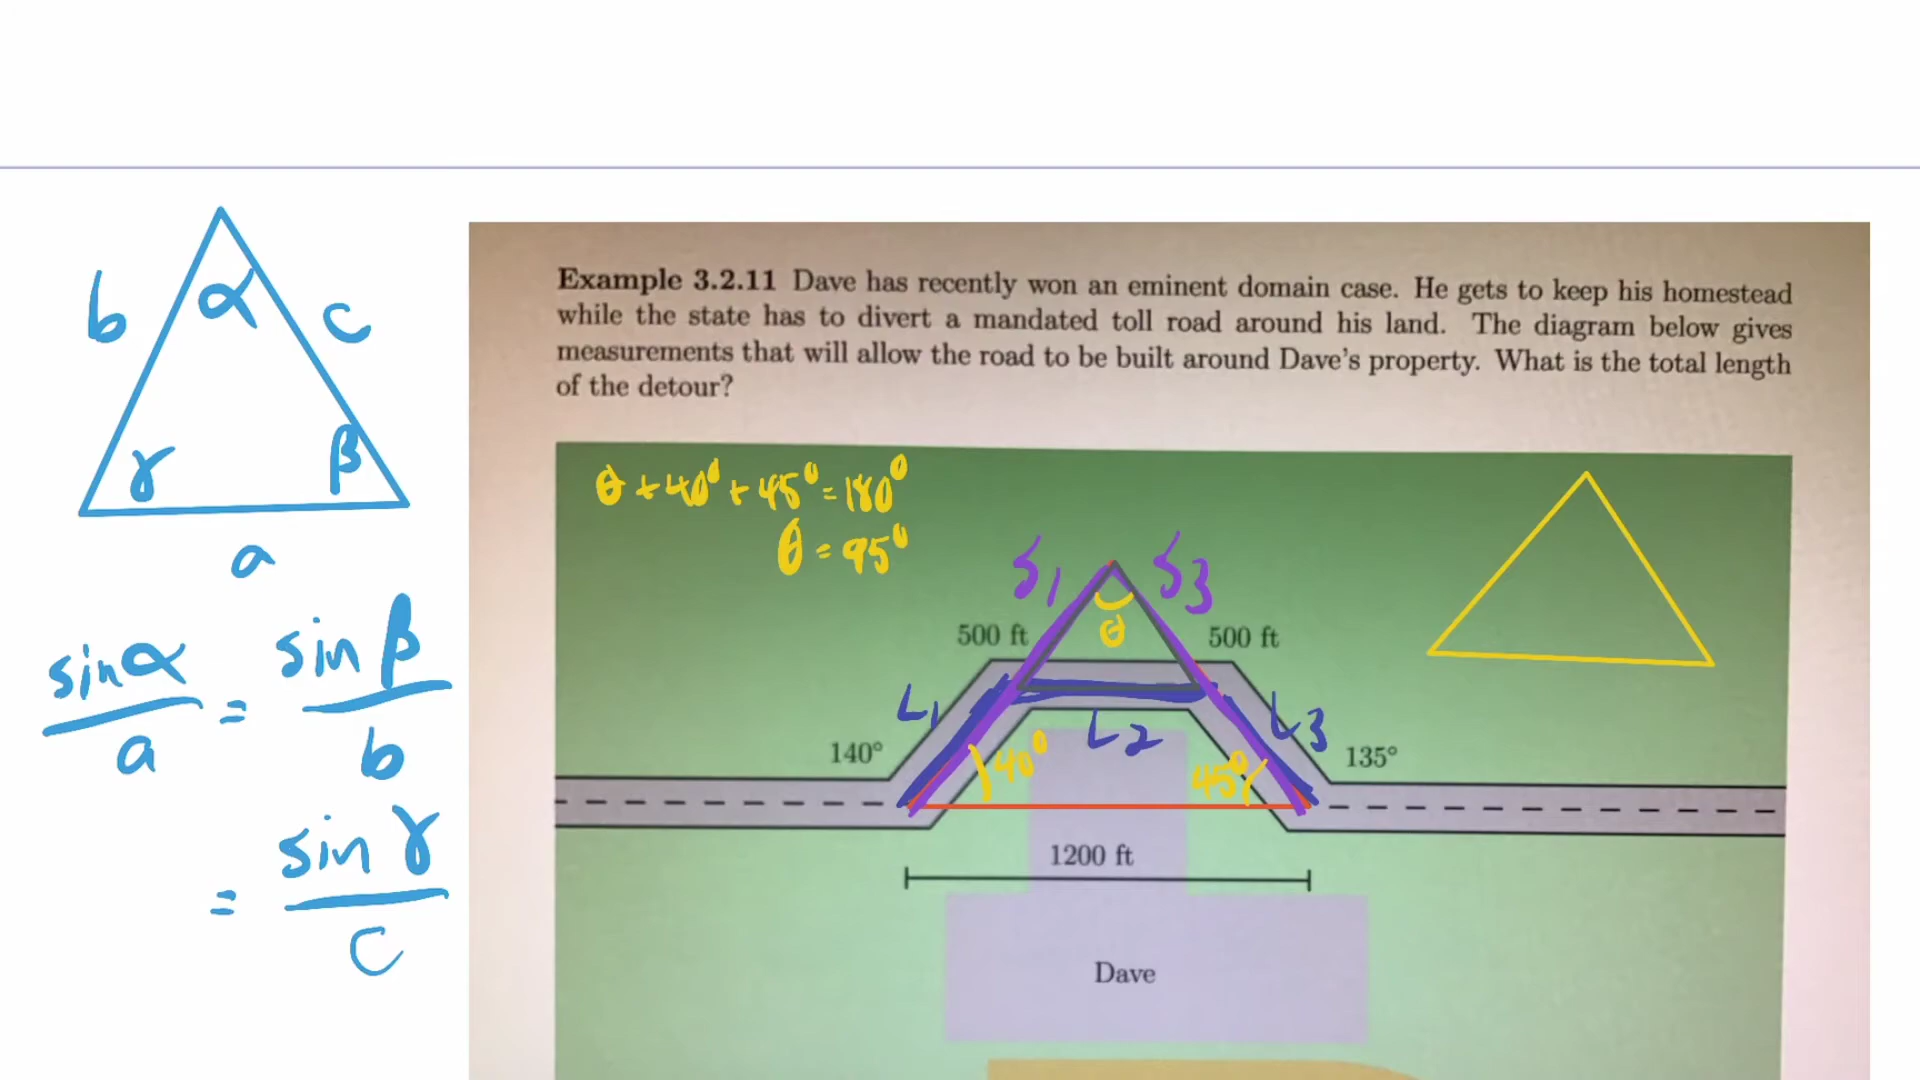 b
α
c
γ
β
a
sin α / a = sin β / b
= sin γ / c
Example 3.2.11 Dave has recently won an eminent domain case. He gets to keep his homestead
while the state has to divert a mandated toll road around his land. The diagram below gives
measurements that will allow the road to be built around Dave's property. What is the total length
of the detour?
θ + 40° + 45° = 180°
θ = 95°
S1
S3
500 ft
θ
500 ft
L1
L2
L3
140°
40°
45°
135°
1200 ft
Dave